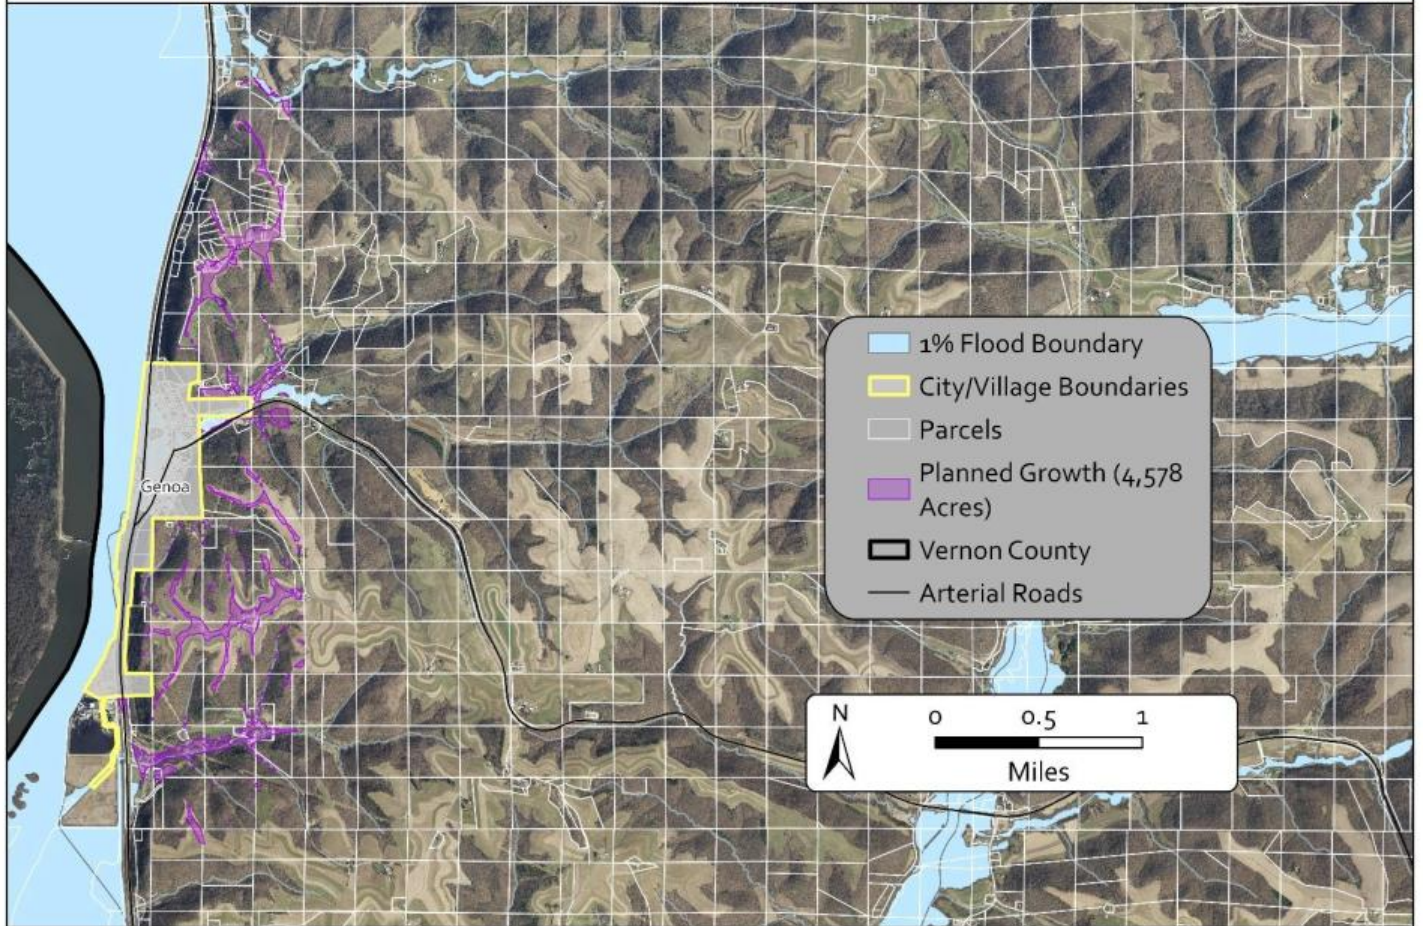 1% Flood Boundary
City/Village Boundaries
Parcels
Planned Growth (4,578
Acres)
Vernon County
Arterial Roads
Genoa
N
0 0.5 1
Miles